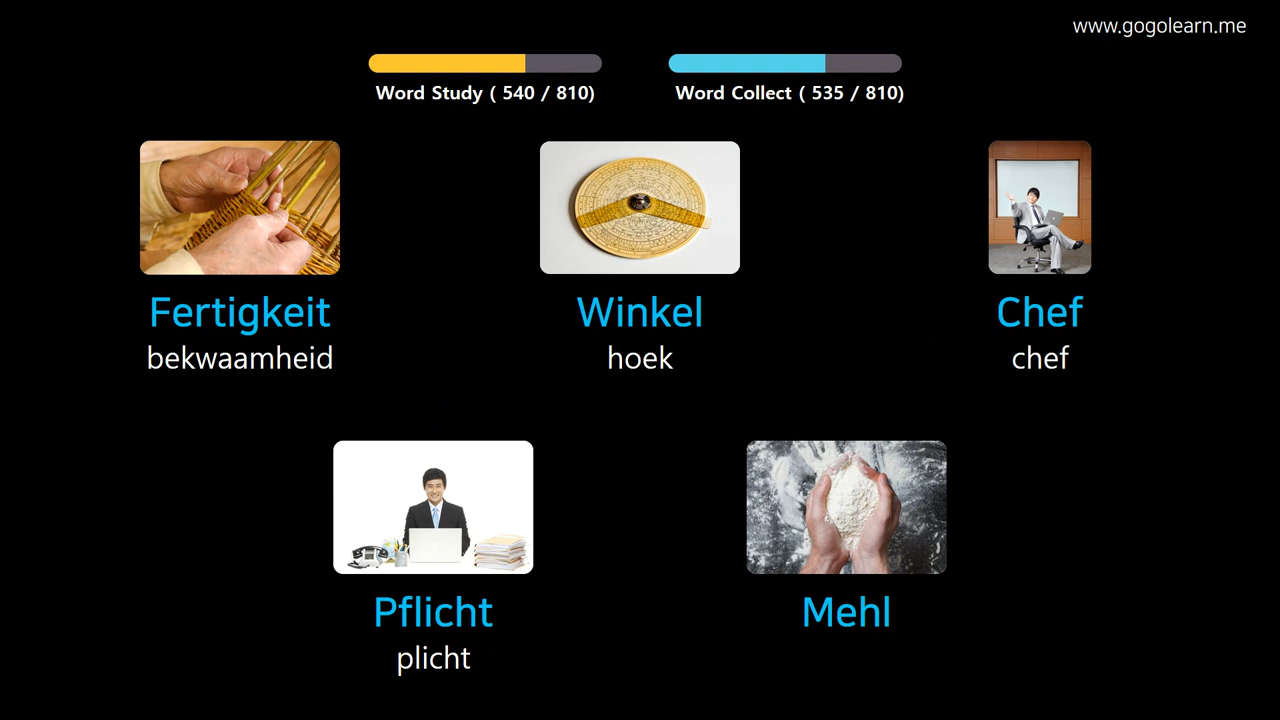 www.gogolearn.me
Word Study ( 540 / 810)
Word Collect ( 535 / 810)
Fertigkeit
bekwaamheid
Winkel
hoek
Chef
chef
Pflicht
plicht
Mehl